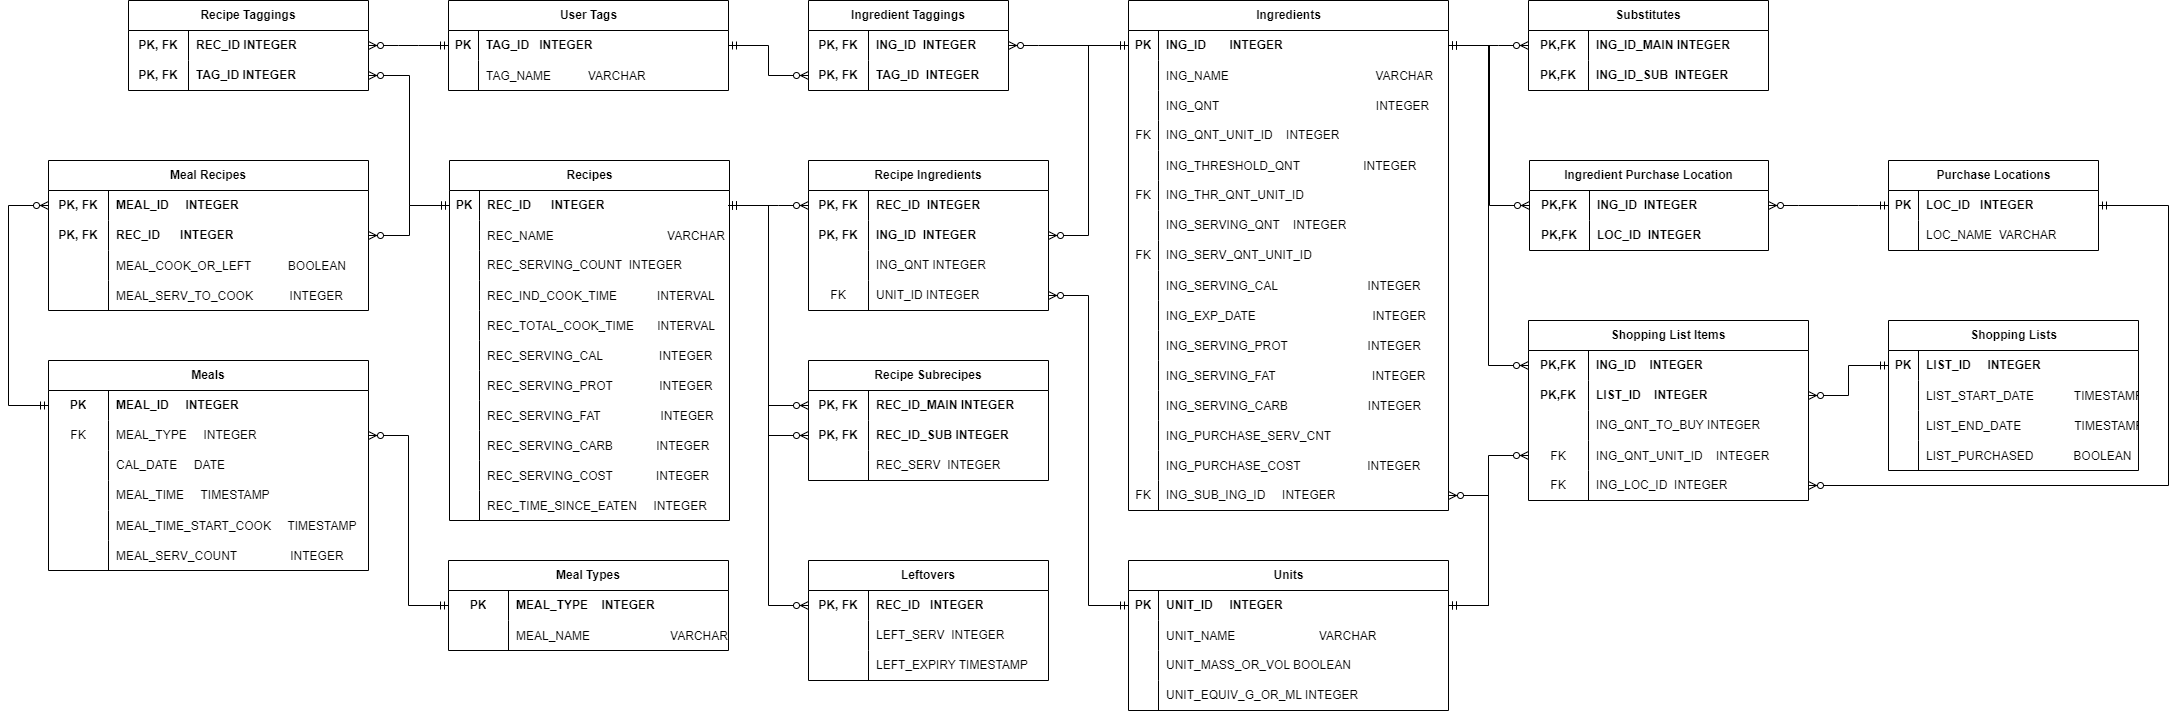 Recipe Taggings
PK, FK REC_ID INTEGER
PK, FK TAG_ID INTEGER
User Tags
PK TAG_ID INTEGER
TAG_NAME VARCHAR
Ingredient Taggings
PK, FK ING_ID INTEGER
PK, FK TAG_ID INTEGER
Ingredients
PK ING_ID INTEGER
ING_NAME VARCHAR
ING_QNT INTEGER
FK ING_QNT_UNIT_ID INTEGER
ING_THRESHOLD_QNT INTEGER
FK ING_THR_QNT_UNIT_ID
ING_SERVING_QNT INTEGER
FK ING_SERV_QNT_UNIT_ID
ING_SERVING_CAL INTEGER
ING_EXP_DATE INTEGER
ING_SERVING_PROT INTEGER
ING_SERVING_FAT INTEGER
ING_SERVING_CARB INTEGER
ING_PURCHASE_SERV_CNT
ING_PURCHASE_COST INTEGER
FK ING_SUB_ING_ID INTEGER
Substitutes
PK,FK ING_ID_MAIN INTEGER
PK,FK ING_ID_SUB INTEGER
Meal Recipes
PK, FK MEAL_ID INTEGER
PK, FK REC_ID INTEGER
MEAL_COOK_OR_LEFT BOOLEAN
MEAL_SERV_TO_COOK INTEGER
Recipes
PK REC_ID INTEGER
REC_NAME VARCHAR
REC_SERVING_COUNT INTEGER
REC_IND_COOK_TIME INTERVAL
REC_TOTAL_COOK_TIME INTERVAL
REC_SERVING_CAL INTEGER
REC_SERVING_PROT INTEGER
REC_SERVING_FAT INTEGER
REC_SERVING_CARB INTEGER
REC_SERVING_COST INTEGER
REC_TIME_SINCE_EATEN INTEGER
Recipe Ingredients
PK, FK REC_ID INTEGER
PK, FK ING_ID INTEGER
ING_QNT INTEGER
FK UNIT_ID INTEGER
Ingredient Purchase Location
PK,FK ING_ID INTEGER
PK,FK LOC_ID INTEGER
Purchase Locations
PK LOC_ID INTEGER
LOC_NAME VARCHAR
Meals
PK MEAL_ID INTEGER
FK MEAL_TYPE INTEGER
CAL_DATE DATE
MEAL_TIME TIMESTAMP
MEAL_TIME_START_COOK TIMESTAMP
MEAL_SERV_COUNT INTEGER
Recipe Subrecipes
PK, FK REC_ID_MAIN INTEGER
PK, FK REC_ID_SUB INTEGER
REC_SERV INTEGER
Shopping List Items
PK,FK ING_ID INTEGER
PK,FK LIST_ID INTEGER
ING_QNT_TO_BUY INTEGER
FK ING_QNT_UNIT_ID INTEGER
FK ING_LOC_ID INTEGER
Shopping Lists
PK LIST_ID INTEGER
LIST_START_DATE TIMESTAMP
LIST_END_DATE TIMESTAMP
LIST_PURCHASED BOOLEAN
Meal Types
PK MEAL_TYPE INTEGER
MEAL_NAME VARCHAR
Leftovers
PK, FK REC_ID INTEGER
LEFT_SERV INTEGER
LEFT_EXPIRY TIMESTAMP
Units
PK UNIT_ID INTEGER
UNIT_NAME VARCHAR
UNIT_MASS_OR_VOL BOOLEAN
UNIT_EQUIV_G_OR_ML INTEGER